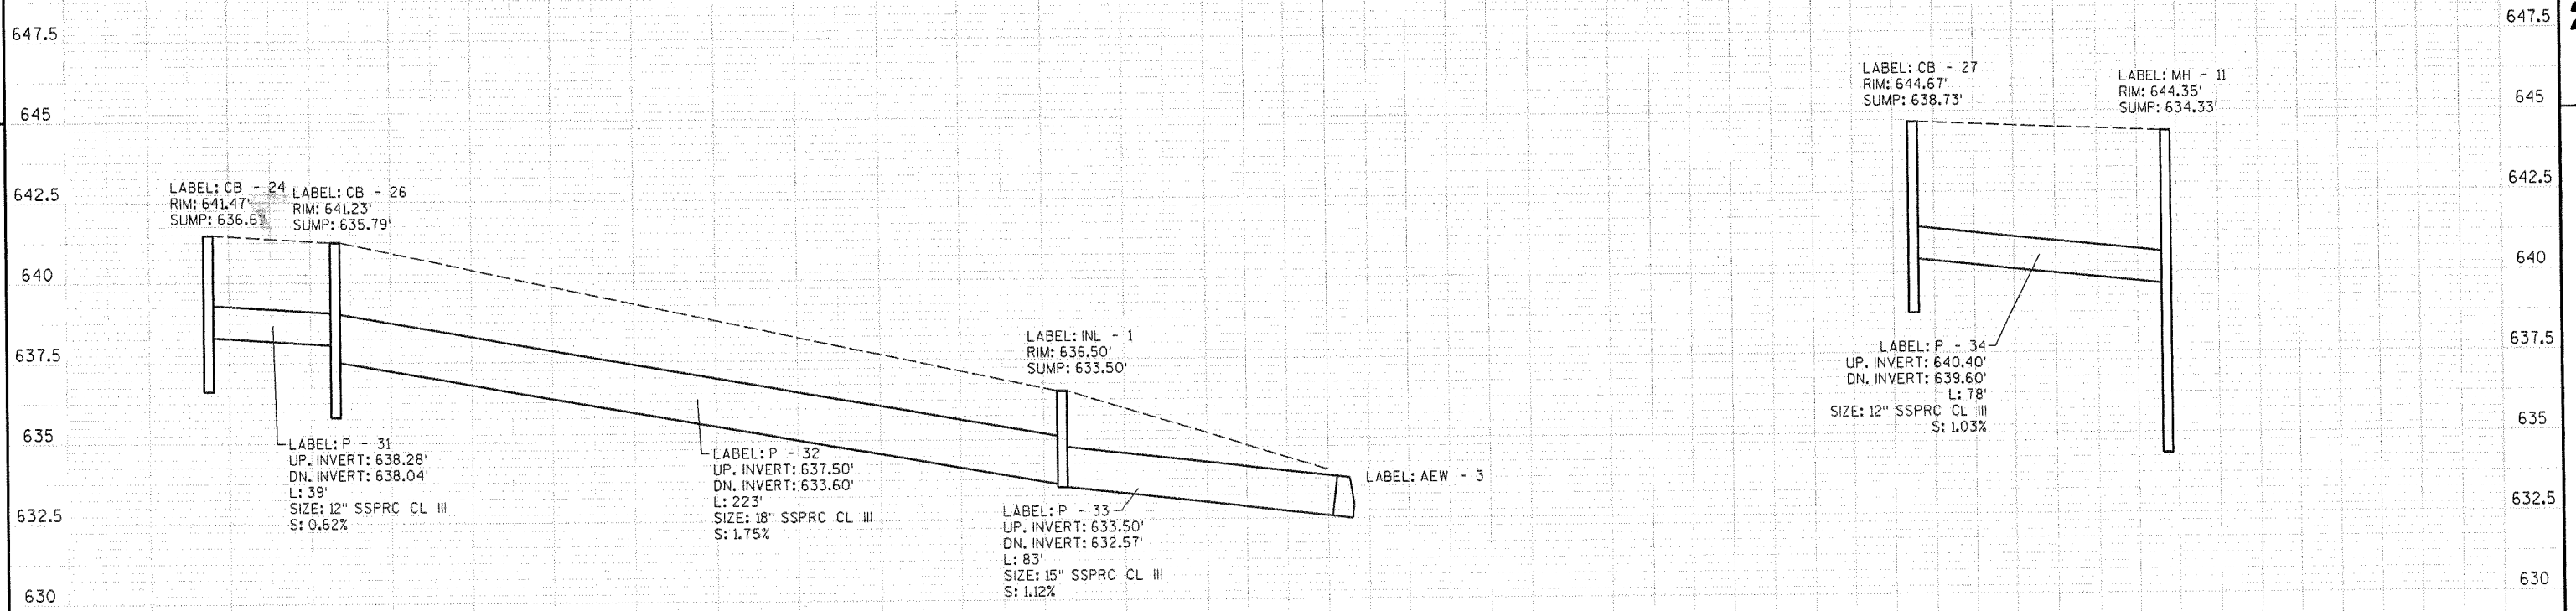 647.5
645
642.5
640
637.5
635
632.5
630
LABEL: CB - 24
RIM: 641.47'
SUMP: 636.61'
LABEL: CB - 26
RIM: 641.23'
SUMP: 635.79'
LABEL: P - 31
UP. INVERT: 638.28'
DN. INVERT: 638.04'
L: 39'
SIZE: 12" SSPRC CL III
S: 0.62%
LABEL: P - 32
UP. INVERT: 637.50'
DN. INVERT: 633.60'
L: 223'
SIZE: 18" SSPRC CL III
S: 1.75%
LABEL: INL - 1
RIM: 636.50'
SUMP: 633.50'
LABEL: P - 33
UP. INVERT: 633.50'
DN. INVERT: 632.57'
L: 83'
SIZE: 15" SSPRC CL III
S: 1.12%
LABEL: AEW - 3
LABEL: CB - 27
RIM: 644.67'
SUMP: 638.73'
LABEL: MH - 11
RIM: 644.35'
SUMP: 634.33'
LABEL: P - 34
UP. INVERT: 640.40'
DN. INVERT: 639.60'
L: 78'
SIZE: 12" SSPRC CL III
S: 1.03%
647.5
645
642.5
640
637.5
635
632.5
630